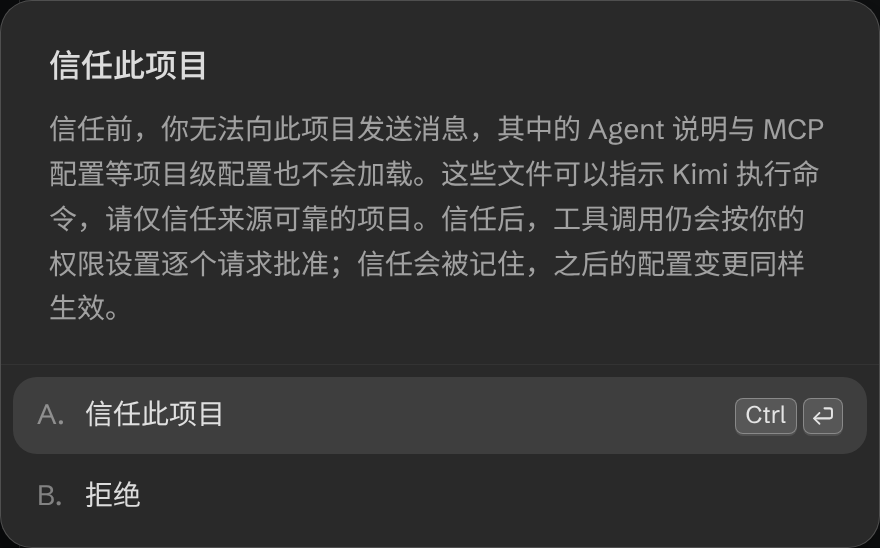 信任此项目
信任前，你无法向此项目发送消息，其中的 Agent 说明与 MCP
配置等项目级配置也不会加载。这些文件可以指示 Kimi 执行命
令，请仅信任来源可靠的项目。信任后，工具调用仍会按你的
权限设置逐个请求批准；信任会被记住，之后的配置变更同样
生效。
A. 信任此项目 Ctrl ↵
B. 拒绝